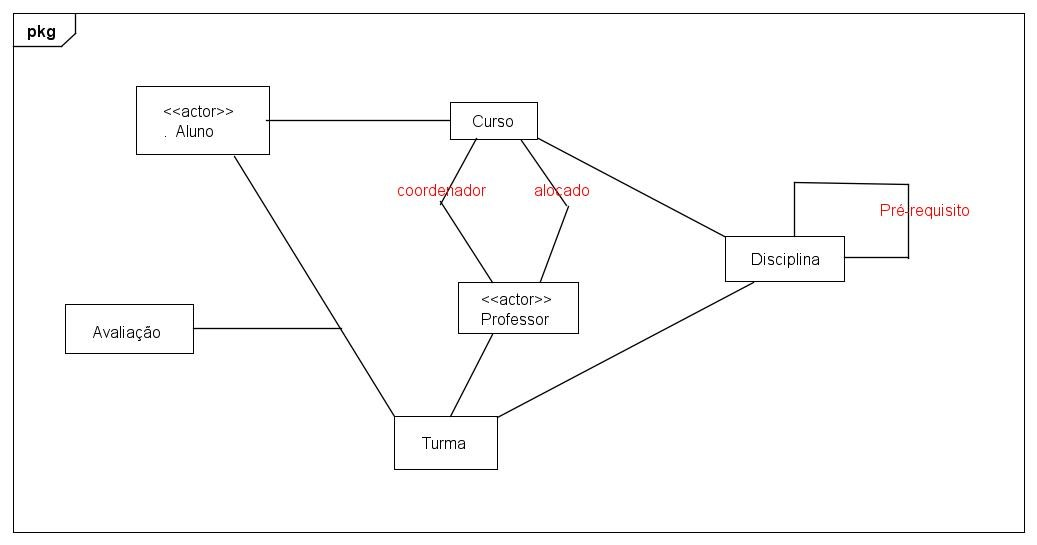 pkg
<<actor>>
. Aluno
Curso
coordenador
alocado
Pré-requisito
Disciplina
<<actor>>
Professor
Avaliação
Turma